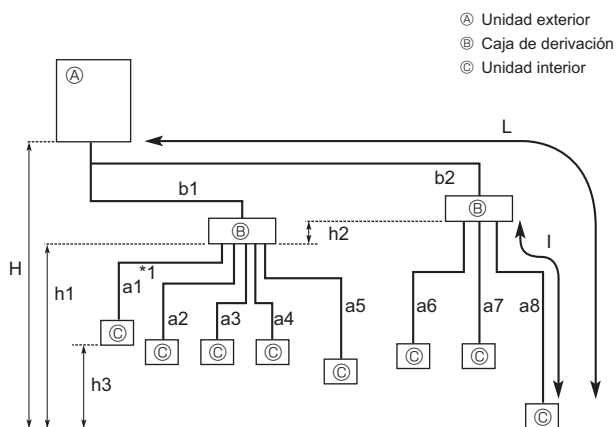 Ⓐ Unidad exterior
Ⓑ Caja de derivación
Ⓒ Unidad interior
Ⓐ
L
b1
b2
Ⓑ
Ⓑ
h2
I
H
h1
a1
*1
a2
a3
a4
a5
a6
a7
a8
Ⓒ
Ⓒ
Ⓒ
Ⓒ
Ⓒ
Ⓒ
Ⓒ
h3
Ⓒ